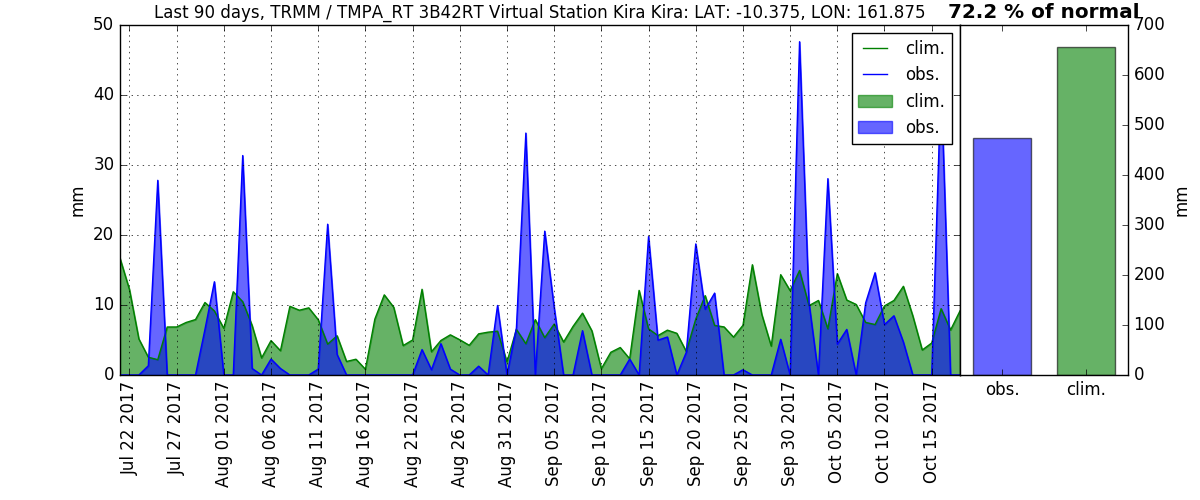 Last 90 days, TRMM / TMPA_RT 3B42RT Virtual Station Kira Kira: LAT: -10.375, LON: 161.875
72.2 % of normal
50
40
30
20
10
0
mm
clim.
obs.
clim.
obs.
700
600
500
400
300
200
100
0
mm
Jul 22 2017
Jul 27 2017
Aug 01 2017
Aug 06 2017
Aug 11 2017
Aug 16 2017
Aug 21 2017
Aug 26 2017
Aug 31 2017
Sep 05 2017
Sep 10 2017
Sep 15 2017
Sep 20 2017
Sep 25 2017
Sep 30 2017
Oct 05 2017
Oct 10 2017
Oct 15 2017
obs.
clim.